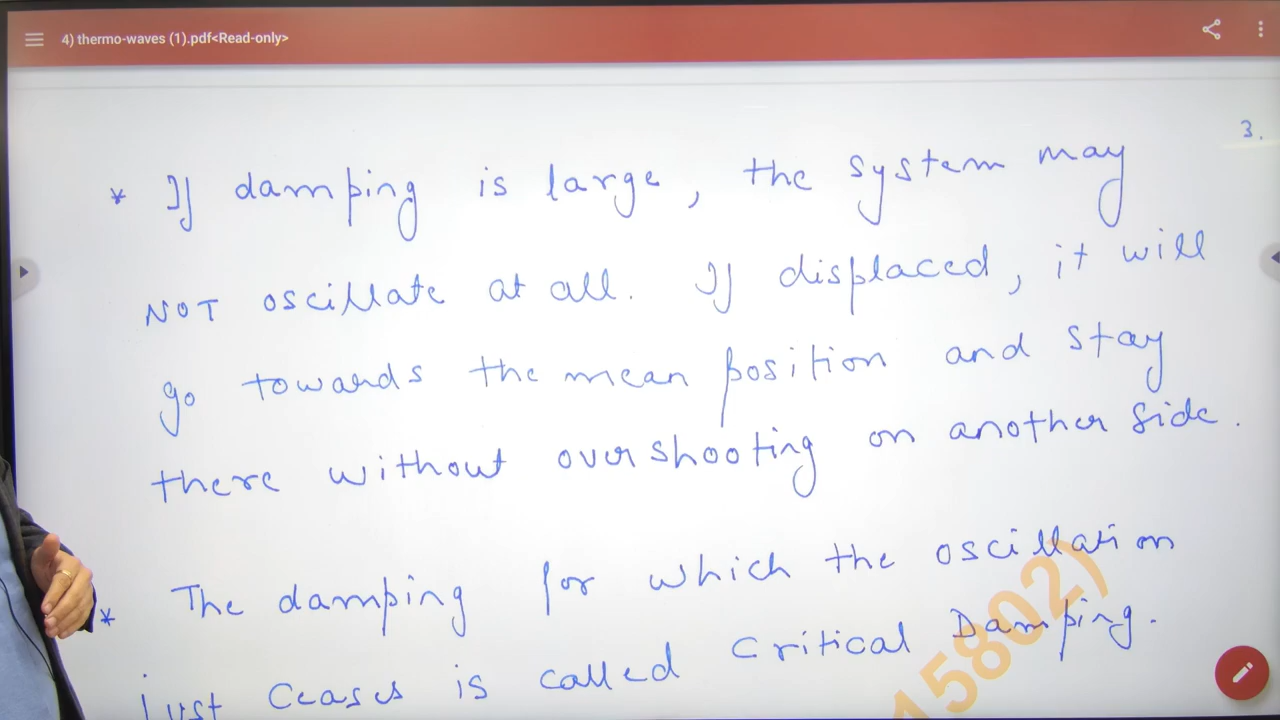 4) thermo-waves (1).pdf<Read-only>
3.
* If damping is large, the system may
NOT oscillate at all. If displaced, it will
go towards the mean position and stay
there without overshooting on another side.
* The damping for which the oscillation
just ceases is called critical Damping.
15802)